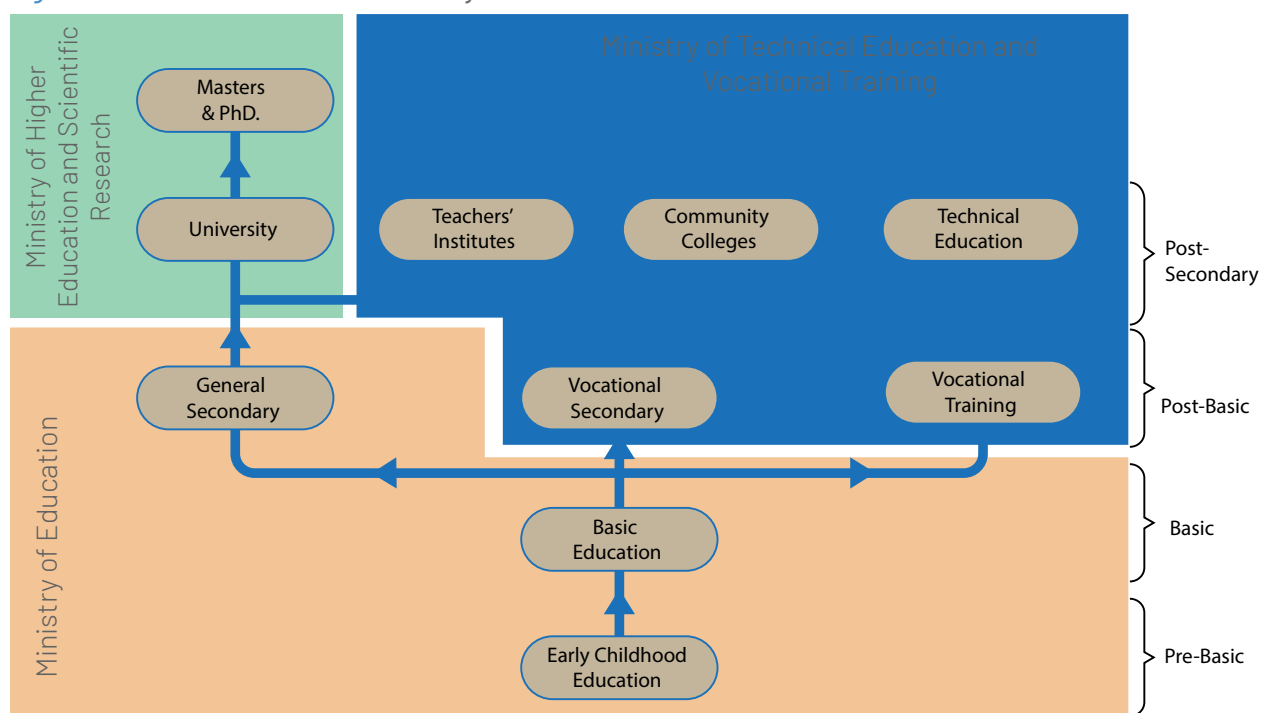 Ministry of Higher
Education and Scientific
Research
Masters
& PhD.
University
Ministry of Technical Education and
Vocational Training
Teachers'
Institutes
Community
Colleges
Technical
Education
Post-
Secondary
General
Secondary
Vocational
Secondary
Vocational
Training
Post-Basic
Ministry of Education
Basic
Education
Basic
Early Childhood
Education
Pre-Basic